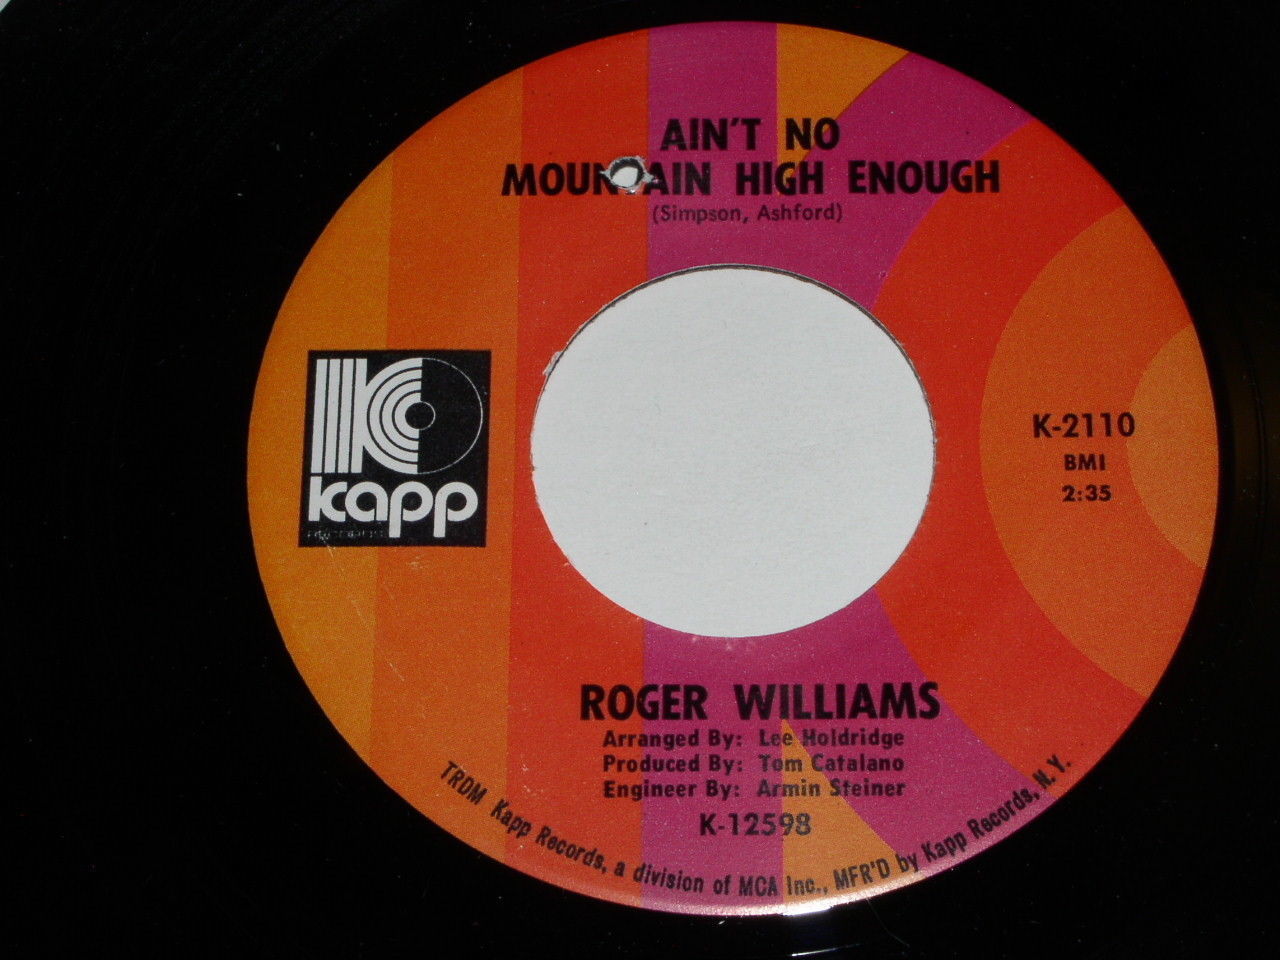 AIN'T NO
MOUNTAIN HIGH ENOUGH
(Simpson, Ashford)
kapp
RECORDS
K-2110
BMI
2:35
ROGER WILLIAMS
Arranged By: Lee Holdridge
Produced By: Tom Catalano
Engineer By: Armin Steiner
K-12598
TRDM Kapp Records, a division of MCA Inc., MFR'D by Kapp Records, N.Y.